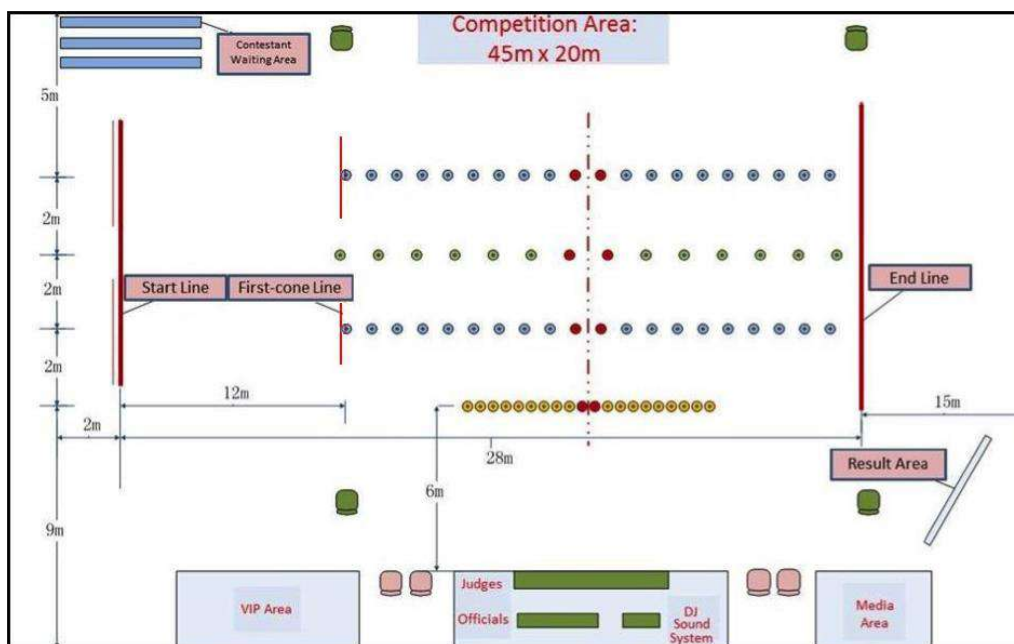 Competition Area:
45m x 20m
Contestant
Waiting Area
5m
2m
2m
Start Line
First-cone Line
End Line
2m
12m
15m
2m
28m
Result Area
6m
9m
Judges
VIP Area
Officials
DJ
Sound
System
Media
Area